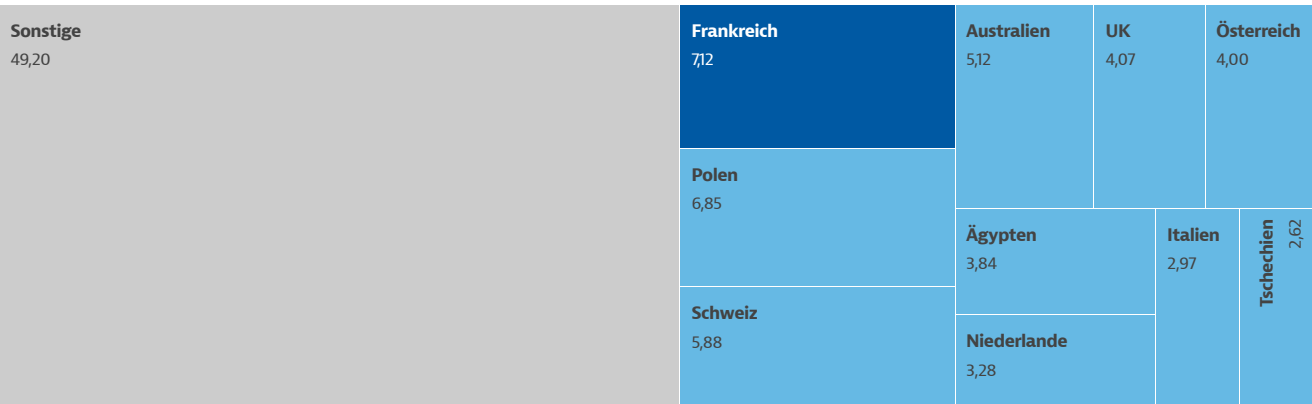 Sonstige
49,20
Frankreich
7,12
Polen
6,85
Schweiz
5,88
Australien
5,12
UK
4,07
Österreich
4,00
Ägypten
3,84
Niederlande
3,28
Italien
2,97
Tschechien
2,62